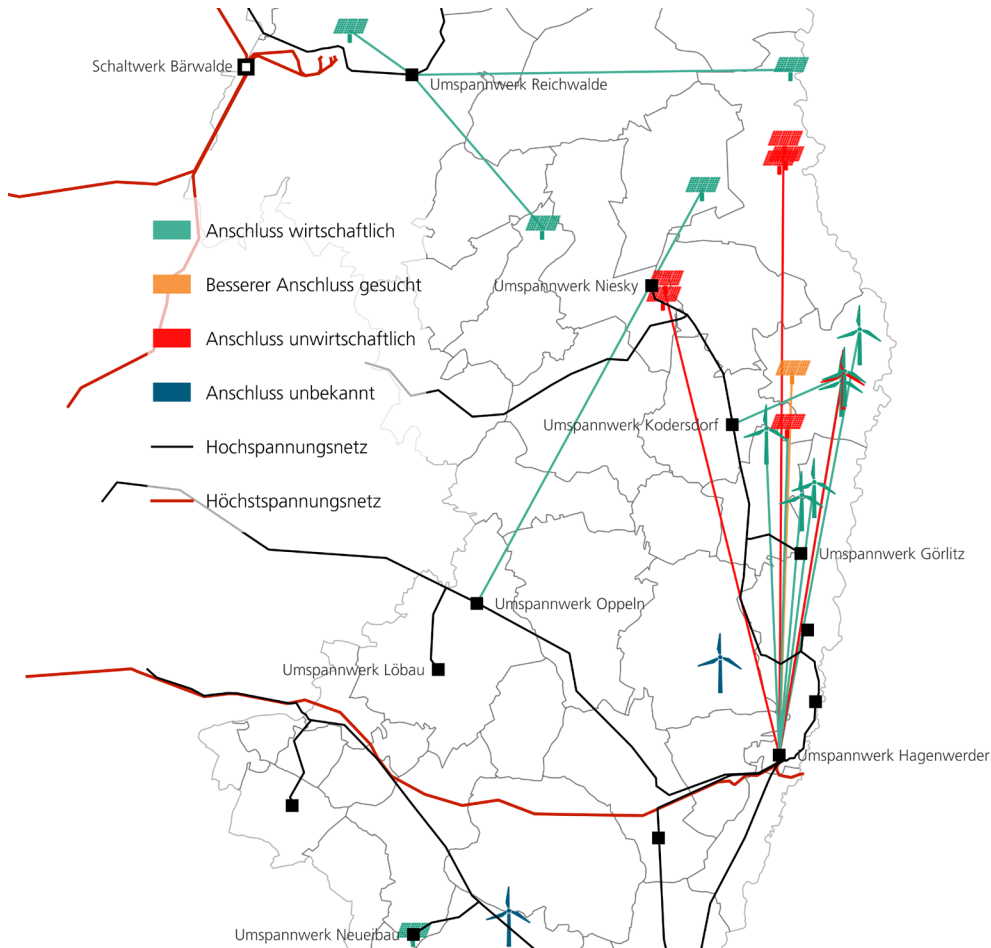 Schaltwerk Bärwalde
Umspannwerk Reichwalde
Anschluss wirtschaftlich
Besserer Anschluss gesucht
Umspannwerk Niesky
Anschluss unwirtschaftlich
Anschluss unbekannt
Umspannwerk Kodersdorf
Hochspannungsnetz
Höchstspannungsnetz
Umspannwerk Görlitz
Umspannwerk Oppeln
Umspannwerk Löbau
Umspannwerk Hagenwerder
Umspannwerk Neueibau